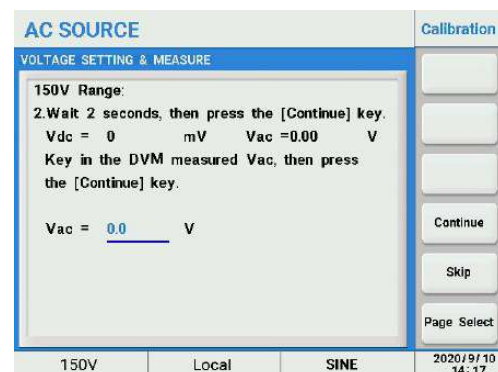 AC SOURCE
Calibration
VOLTAGE SETTING & MEASURE
150V Range:
2.Wait 2 seconds, then press the [Continue] key.
Vdc = 0 mV Vac =0.00 V
Key in the DVM measured Vac, then press
the [Continue] key.
Vac = 0.0 V
Continue
Skip
Page Select
150V Local SINE 2020/9/10
14:17